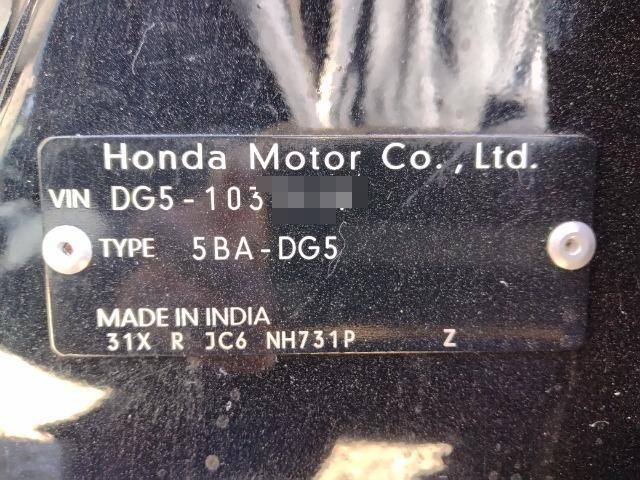 Honda Motor Co., Ltd.
VIN DG5-103
TYPE 5BA-DG5
MADE IN INDIA
31X R JC6 NH731P Z